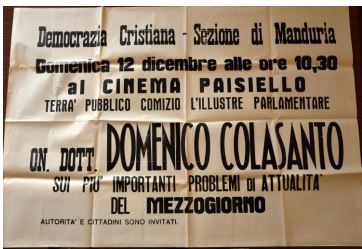 Democrazia Cristiana - Sezione di Manduria
Domenica 12 dicembre alle ore 10,30
al CINEMA PAISIELLO
TERRA' PUBBLICO COMIZIO L'ILLUSTRE PARLAMENTARE
ON. DOTT. DOMENICO COLASANTO
SUI PIU' IMPORTANTI PROBLEMI DI ATTUALITA'
DEL MEZZOGIORNO
AUTORITA' E CITTADINI SONO INVITATI.